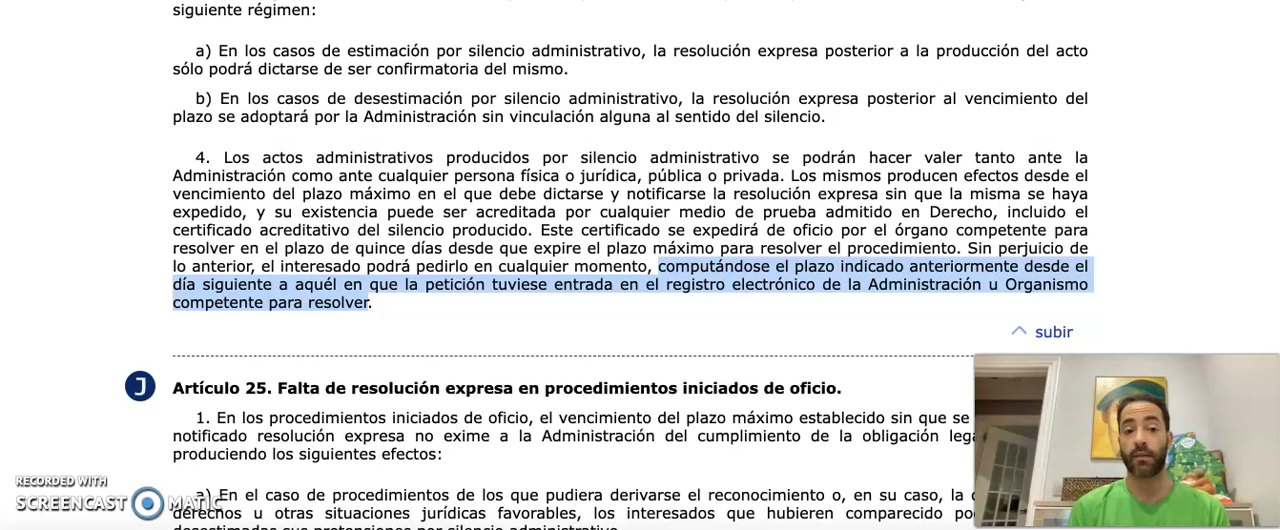 siguiente régimen:
a) En los casos de estimación por silencio administrativo, la resolución expresa posterior a la producción del acto
sólo podrá dictarse de ser confirmatoria del mismo.
b) En los casos de desestimación por silencio administrativo, la resolución expresa posterior al vencimiento del
plazo se adoptará por la Administración sin vinculación alguna al sentido del silencio.
4. Los actos administrativos producidos por silencio administrativo se podrán hacer valer tanto ante la
Administración como ante cualquier persona física o jurídica, pública o privada. Los mismos producen efectos desde el
vencimiento del plazo máximo en el que debe dictarse y notificarse la resolución expresa sin que la misma se haya
expedido, y su existencia puede ser acreditada por cualquier medio de prueba admitido en Derecho, incluido el
certificado acreditativo del silencio producido. Este certificado se expedirá de oficio por el órgano competente para
resolver en el plazo de quince días desde que expire el plazo máximo para resolver el procedimiento. Sin perjuicio de
lo anterior, el interesado podrá pedirlo en cualquier momento, computándose el plazo indicado anteriormente desde el
día siguiente a aquél en que la petición tuviese entrada en el registro electrónico de la Administración u Organismo
competente para resolver.
subir
J
Artículo 25. Falta de resolución expresa en procedimientos iniciados de oficio.
1. En los procedimientos iniciados de oficio, el vencimiento del plazo máximo establecido sin que se
notificado resolución expresa no exime a la Administración del cumplimiento de la obligación
produciendo los siguientes efectos:
RECORDED WITH
SCREENCAST MATIC
a) En el caso de procedimientos de los que pudiera derivarse el reconocimiento o, en su caso, la
derechos u otras situaciones jurídicas favorables, los interesados que hubieren comparecido
desestimadas sus pretensiones por silencio administrativo.